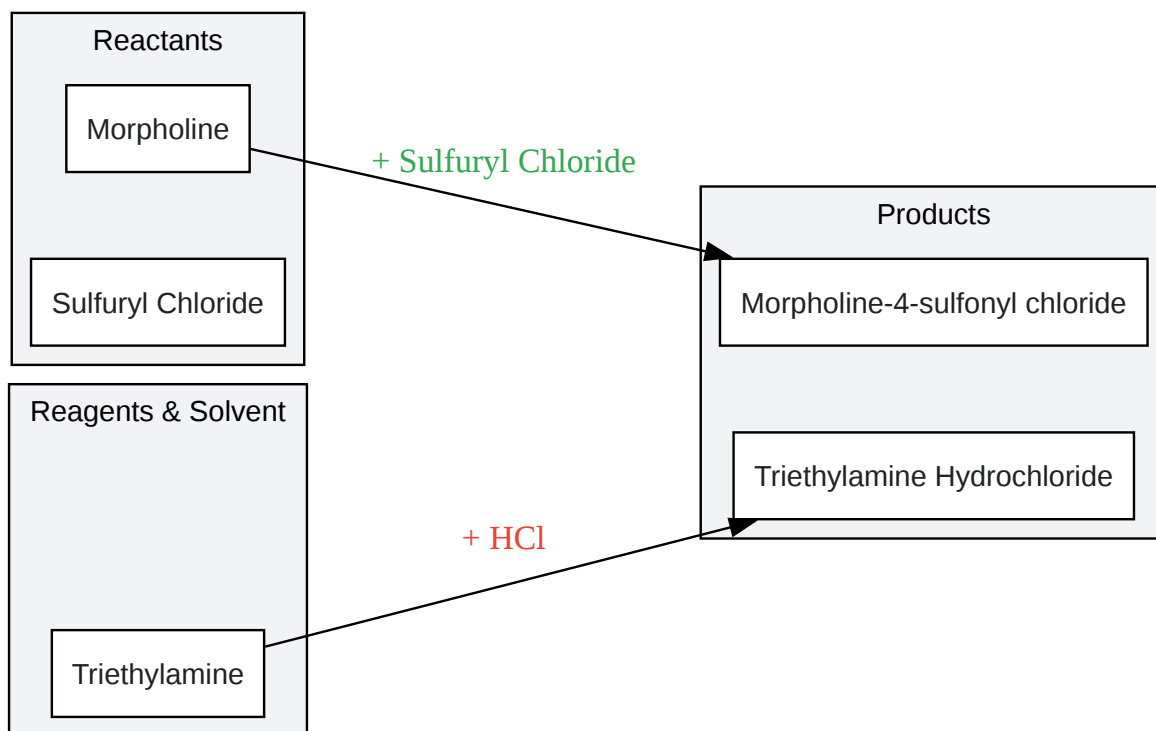 Reactants
Morpholine
+ Sulfuryl Chloride
Sulfuryl Chloride
Products
Morpholine-4-sulfonyl chloride
Reagents & Solvent
Triethylamine Hydrochloride
+ HCl
Triethylamine